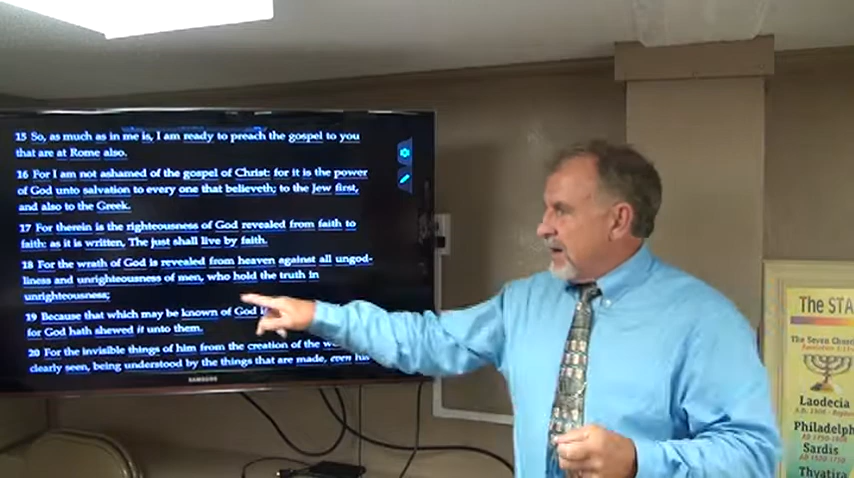 15 So, as much as in me is, I am ready to preach the gospel to you
that are at Rome also.
16 For I am not ashamed of the gospel of Christ: for it is the power
of God unto salvation to every one that believeth; to the Jew first,
and also to the Greek.
17 For therein is the righteousness of God revealed from faith to
faith: as it is written, The just shall live by faith.
18 For the wrath of God is revealed from heaven against all ungod-
liness and unrighteousness of men, who hold the truth in
unrighteousness;
19 Because that which may be known of God
for God hath shewed it unto them.
20 For the invisible things of him from the creation of the
clearly seen, being understood by the things that are made, even his
SAMSUNG
The STA
The Seven Churc
Laodecia
Philadelph
AD 1750-1900
Sardis
Thyatira